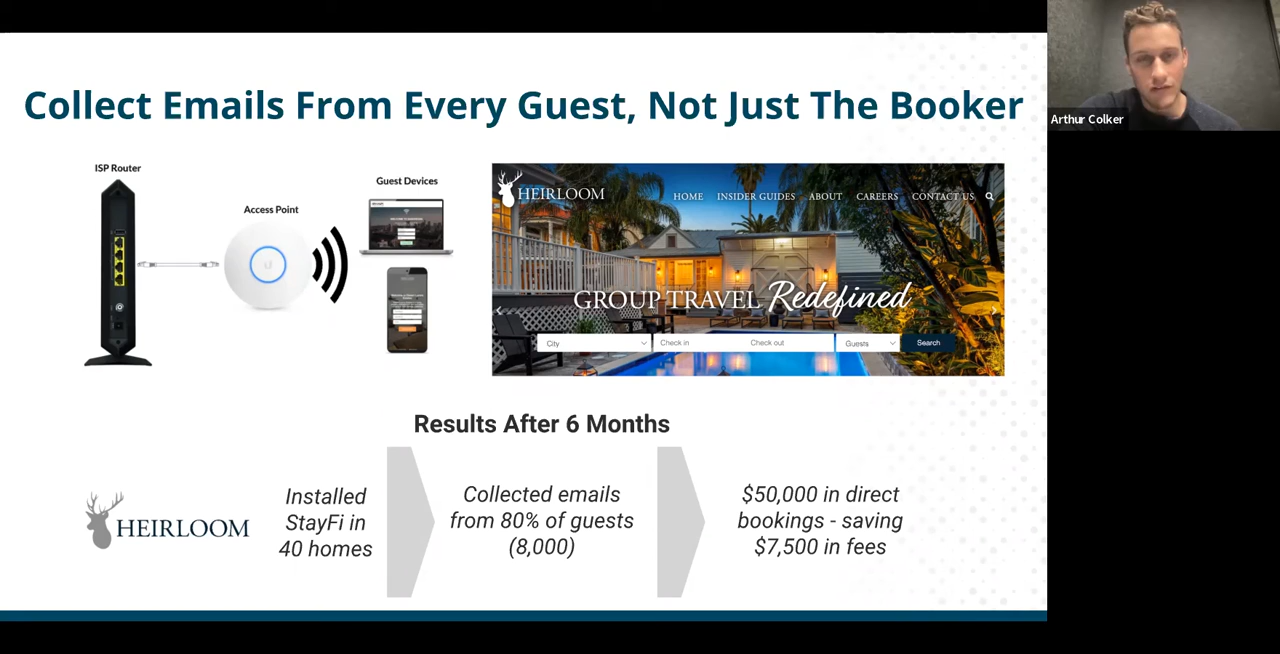 Collect Emails From Every Guest, Not Just The Booker
Arthur Colker
ISP Router
Access Point
Guest Devices
HEIRLOOM
HOME INSIDER GUIDES ABOUT CAREERS CONTACT US
GROUP TRAVEL Redefined
City Check in Check out Guests Search
Results After 6 Months
HEIRLOOM
Installed
StayFi in
40 homes
Collected emails
from 80% of guests
(8,000)
$50,000 in direct
bookings - saving
$7,500 in fees